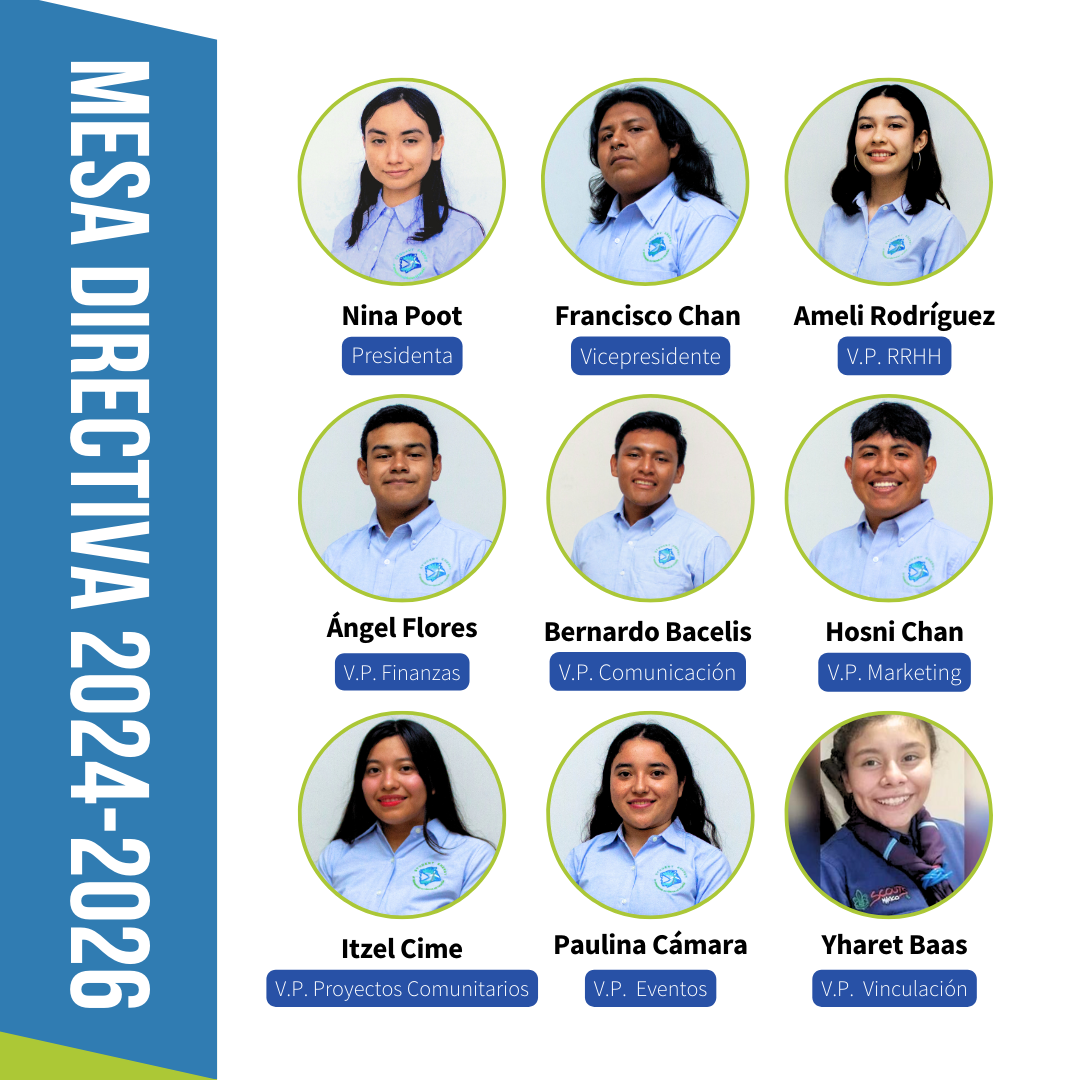 MESA DIRECTIVA 2024-2026
Nina Poot
Presidenta
Francisco Chan
Vicepresidente
Ameli Rodríguez
V.P. RRHH
Ángel Flores
V.P. Finanzas
Bernardo Bacelis
V.P. Comunicación
Hosni Chan
V.P. Marketing
Itzel Cime
V.P. Proyectos Comunitarios
Paulina Cámara
V.P. Eventos
Yharet Baas
V.P. Vinculación